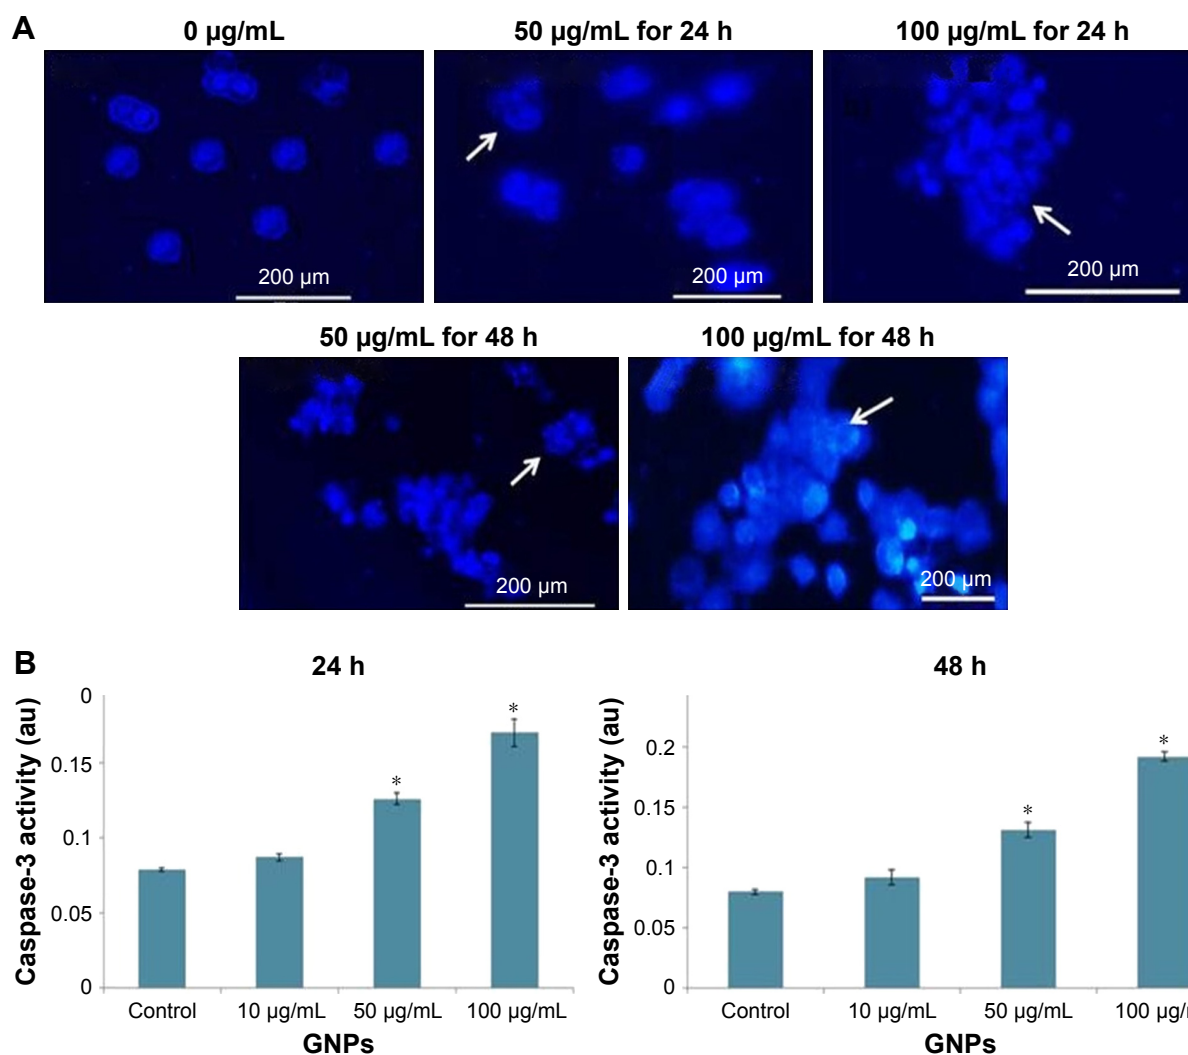 A
0 µg/mL
50 µg/mL for 24 h
100 µg/mL for 24 h
200 µm
200 µm
200 µm
50 µg/mL for 48 h
100 µg/mL for 48 h
200 µm
200 µm
B
24 h
Caspase-3 activity (au)
0
0.15
0.1
0.05
0
*
*
Control
10 µg/mL
50 µg/mL
100 µg/mL
GNPs
48 h
Caspase-3 activity (au)
0.2
0.15
0.1
0.05
0
*
*
Control
10 µg/mL
50 µg/mL
100 µg/
GNPs